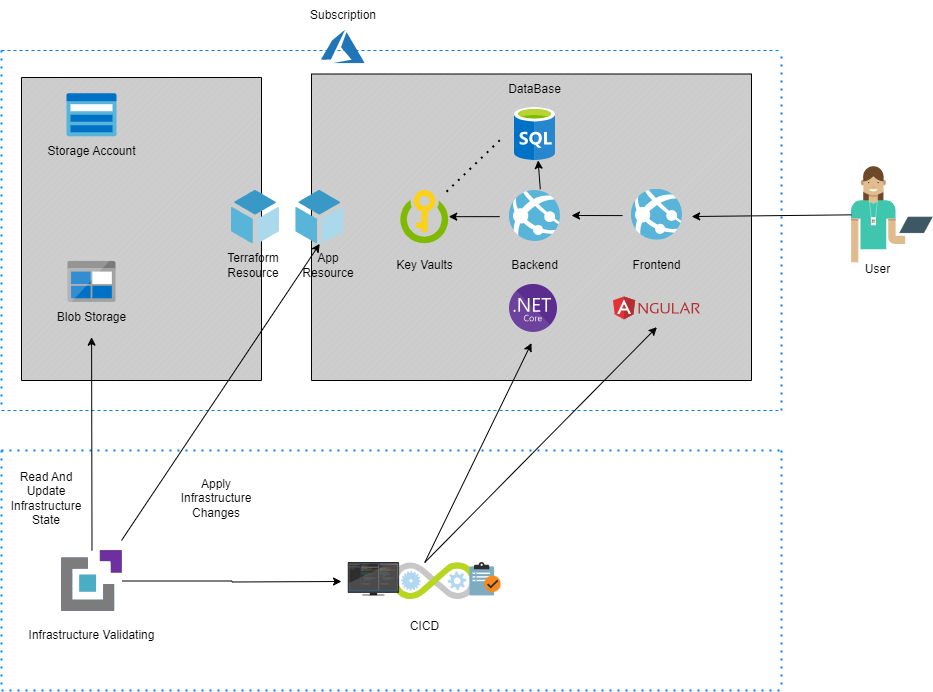 Subscription
DataBase
SQL
Storage Account
Terraform
Resource
App
Resource
Key Vaults
Backend
Frontend
User
.NET
Core
Blob Storage
ANGULAR
Read And
Update
Infrastructure
State
Apply
Infrastructure
Changes
Infrastructure Validating
CICD